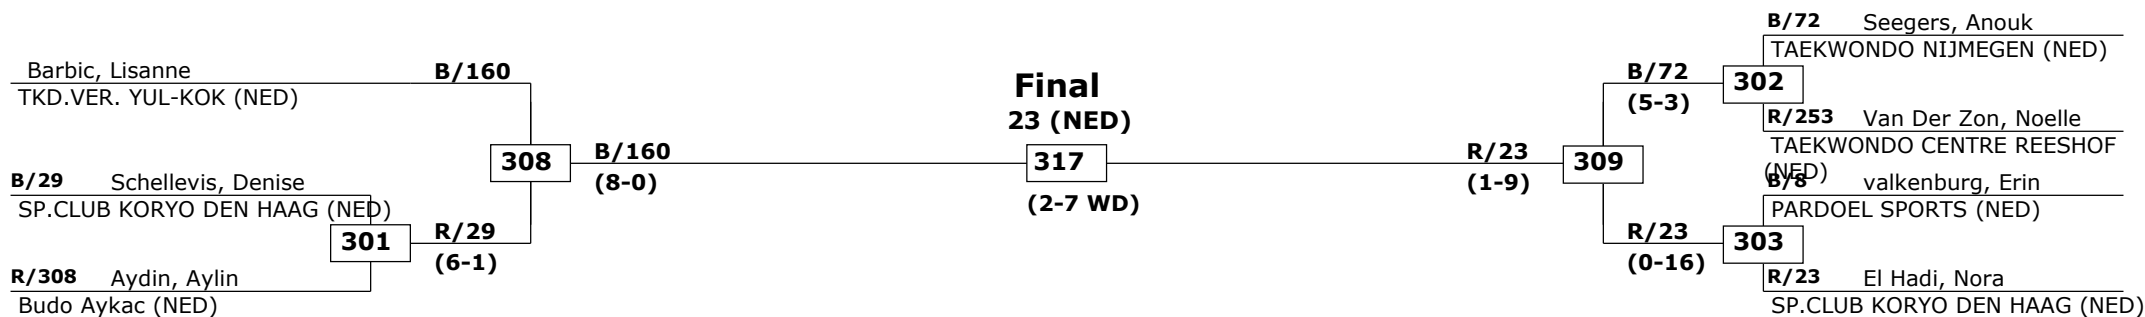 Barbic, Lisanne
TKD.VER. YUL-KOK (NED)
B/160
B/29 Schellevis, Denise
SP.CLUB KORYO DEN HAAG (NED)
301
R/308 Aydin, Aylin
Budo Aykac (NED)
R/29
(6-1)
308
B/160
(8-0)
Final
23 (NED)
317
(2-7 WD)
R/23
(1-9)
309
B/72
(5-3)
R/23
(0-16)
B/72 Seegers, Anouk
TAEKWONDO NIJMEGEN (NED)
302
R/253 Van Der Zon, Noelle
TAEKWONDO CENTRE REESHOF
(NED)
B/8 valkenburg, Erin
PARDOEL SPORTS (NED)
303
R/23 El Hadi, Nora
SP.CLUB KORYO DEN HAAG (NED)